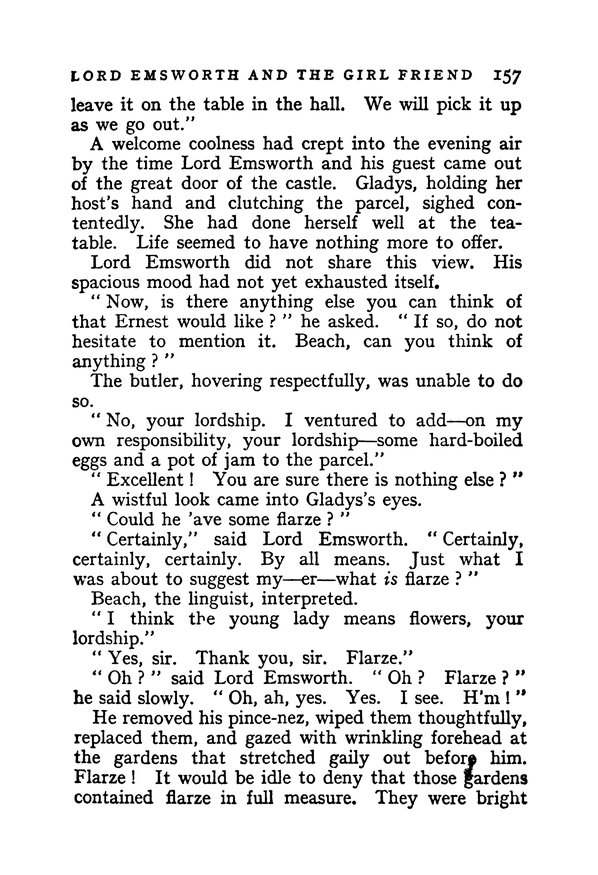 LORD EMSWORTH AND THE GIRL FRIEND 157
leave it on the table in the hall. We will pick it up
as we go out.”
A welcome coolness had crept into the evening air
by the time Lord Emsworth and his guest came out
of the great door of the castle. Gladys, holding her
host’s hand and clutching the parcel, sighed con-
tentedly. She had done herself well at the tea-
table. Life seemed to have nothing more to offer.
Lord Emsworth did not share this view. His
spacious mood had not yet exhausted itself.
“ Now, is there anything else you can think of
that Ernest would like ? ” he asked. “ If so, do not
hesitate to mention it. Beach, can you think of
anything ? ”
The butler, hovering respectfully, was unable to do
so.
“ No, your lordship. I ventured to add—on my
own responsibility, your lordship—some hard-boiled
eggs and a pot of jam to the parcel.”
“ Excellent ! You are sure there is nothing else ? ”
A wistful look came into Gladys’s eyes.
“ Could he ’ave some flarze ? ”
“ Certainly,” said Lord Emsworth. “ Certainly,
certainly, certainly. By all means. Just what I
was about to suggest my—er—what is flarze ? ”
Beach, the linguist, interpreted.
“ I think the young lady means flowers, your
lordship.”
“ Yes, sir. Thank you, sir. Flarze.”
“ Oh ? ” said Lord Emsworth. “ Oh ? Flarze ? ”
he said slowly. “ Oh, ah, yes. Yes. I see. H’m ! ”
He removed his pince-nez, wiped them thoughtfully,
replaced them, and gazed with wrinkling forehead at
the gardens that stretched gaily out before him.
Flarze ! It would be idle to deny that those gardens
contained flarze in full measure. They were bright